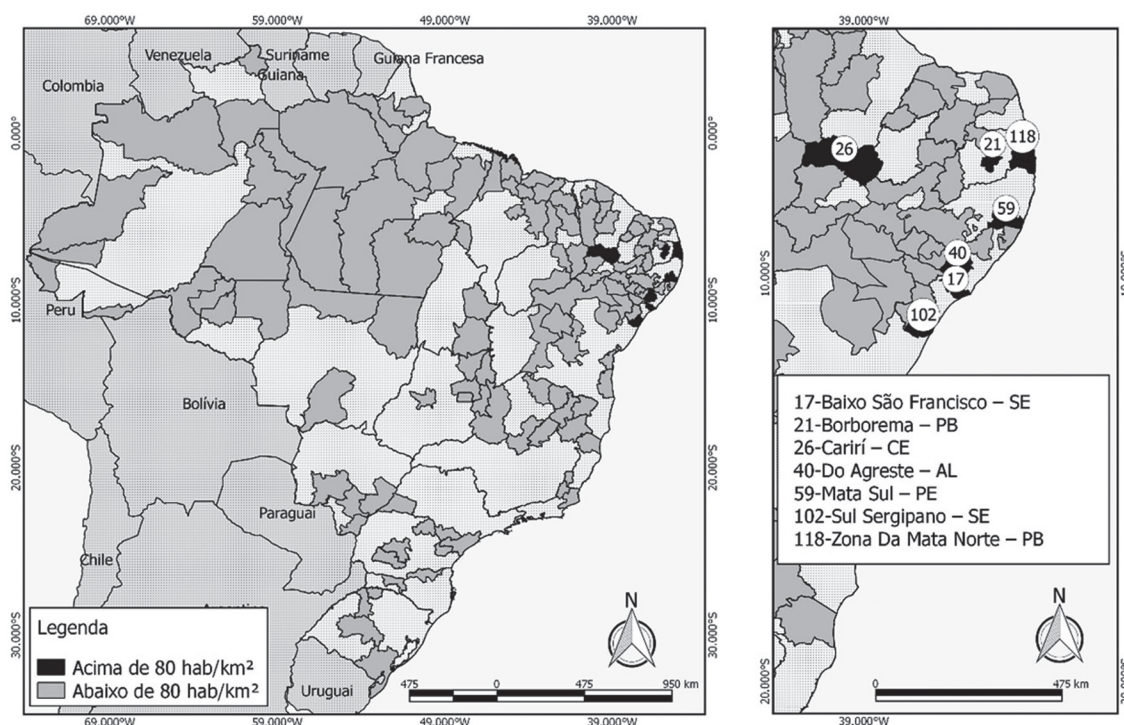 69.000°W 59.000°W 49.000°W 39.000°W
Venezuela
Suriname
Guiana
Guiana Francesa
Colombia
0.000°
0.000°
Peru
10.000°S
10.000°S
Bolívia
20.000°S
20.000°S
Paraguai
Chile
30.000°S
30.000°S
Uruguai
Legenda
Acima de 80 hab/km²
Abaixo de 80 hab/km²
N
475 0 475 950 km
69.000°W 59.000°W 49.000°W 39.000°W
39.000°W
26
21
118
59
40
17
102
10.000°S
17-Baixo São Francisco – SE
21-Borborema – PB
26-Carirí – CE
40-Do Agreste – AL
59-Mata Sul – PE
102-Sul Sergipano – SE
118-Zona Da Mata Norte – PB
N
20.000°S
0 475 km
39.000°W